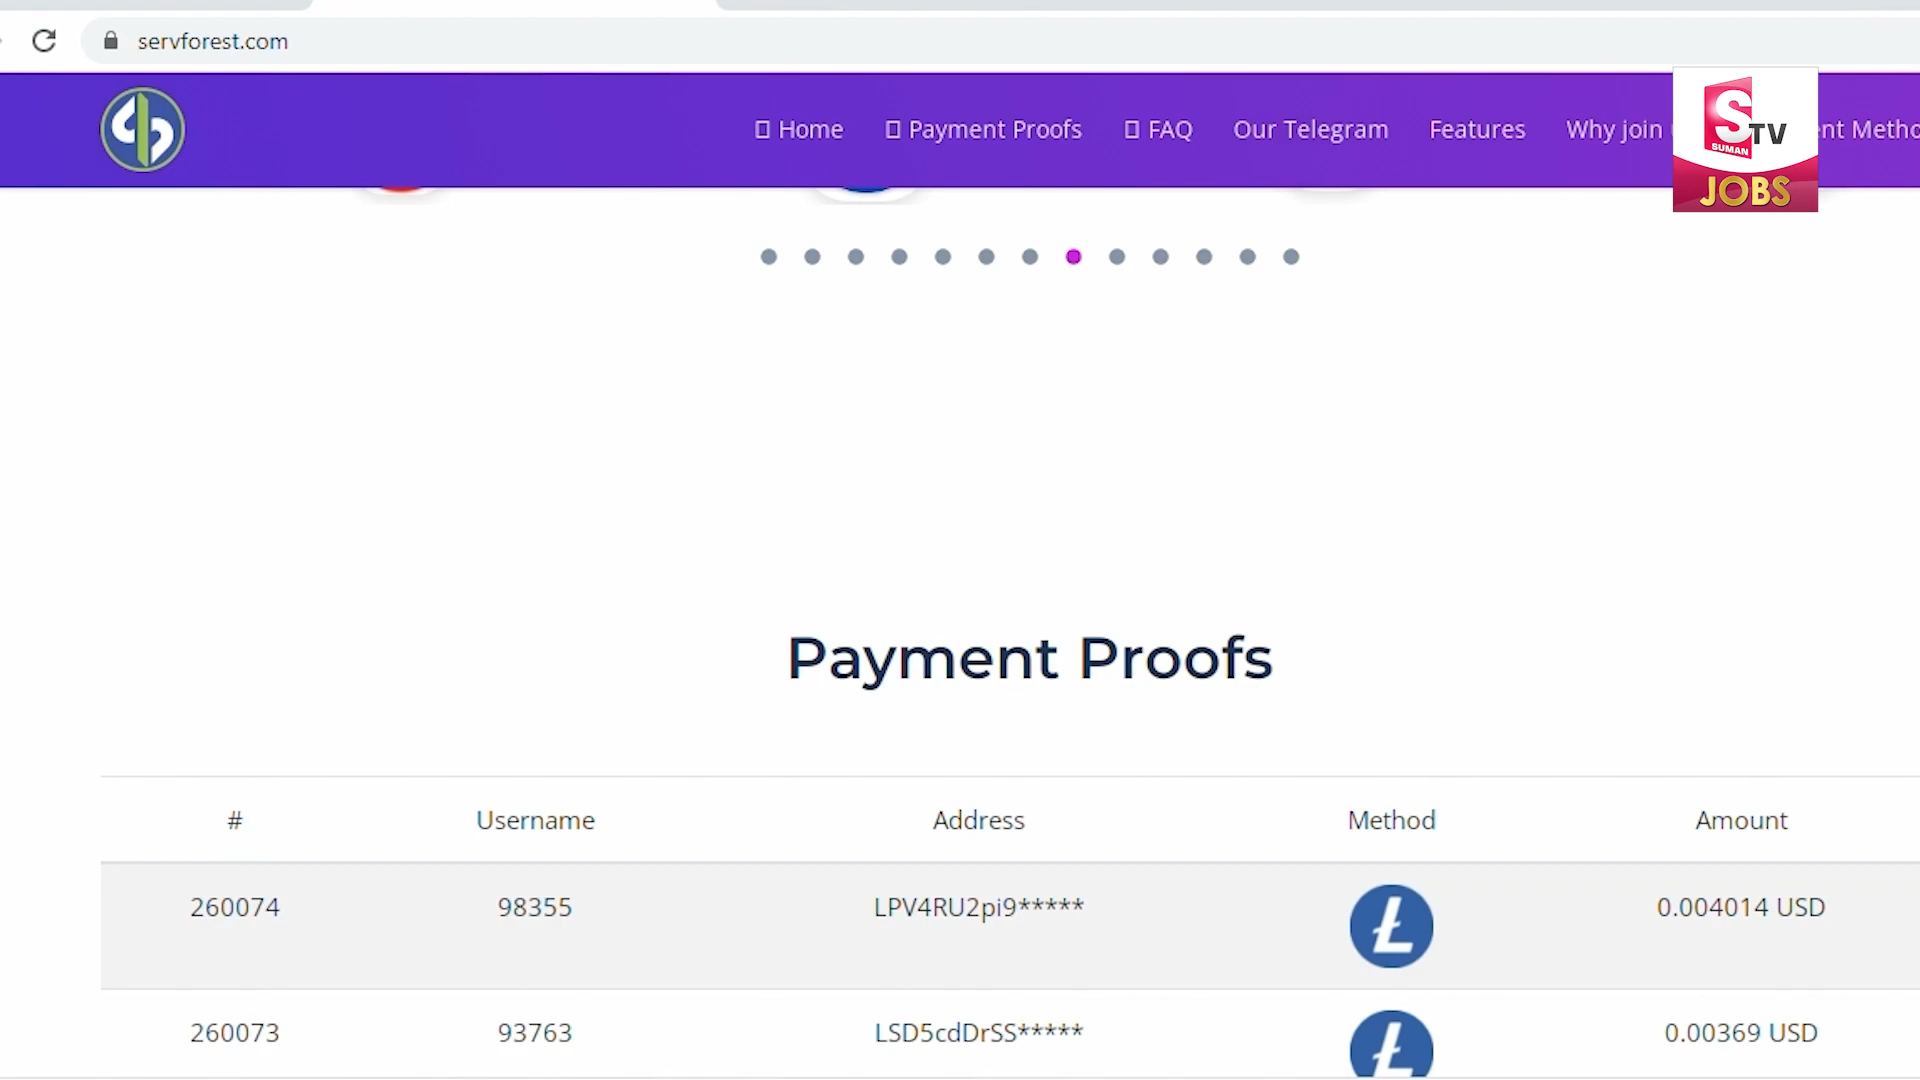 servforest.com
Home Payment Proofs FAQ Our Telegram Features Why join ent Metho
S TV
SUMAN
JOBS
Payment Proofs
# Username Address Method Amount
260074 98355 LPV4RU2pi9***** 0.004014 USD
260073 93763 LSD5cdDrSS***** 0.00369 USD